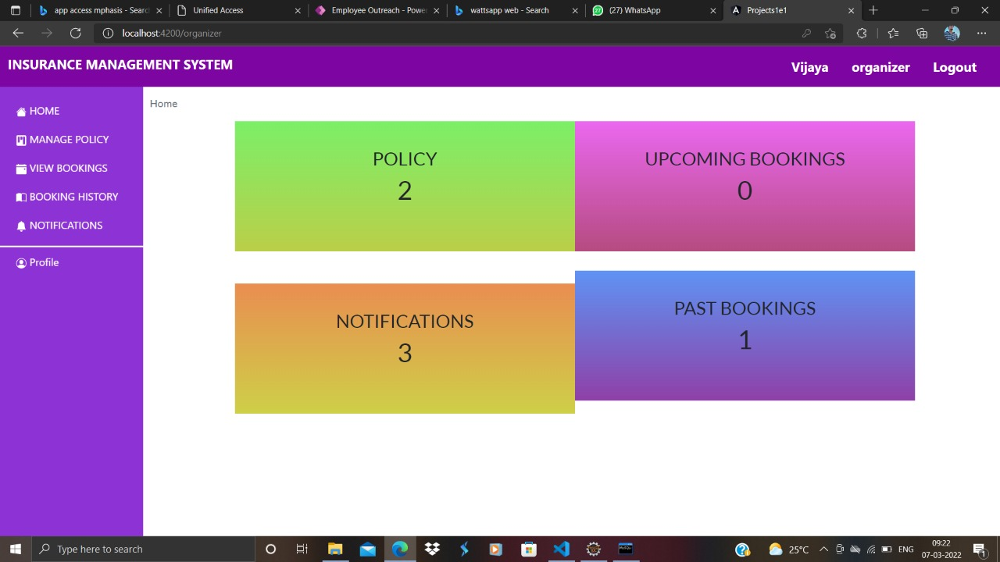 app access mphasis - Searc
Unified Access
Employee Outreach - Powe
wattsapp web - Search
(27) WhatsApp
Projects1e1
localhost:4200/organizer
INSURANCE MANAGEMENT SYSTEM
Vijaya organizer Logout
HOME
MANAGE POLICY
VIEW BOOKINGS
BOOKING HISTORY
NOTIFICATIONS
Profile
Home
POLICY
2
UPCOMING BOOKINGS
0
NOTIFICATIONS
3
PAST BOOKINGS
1
Type here to search
25°C
ENG
09:22
07-03-2022